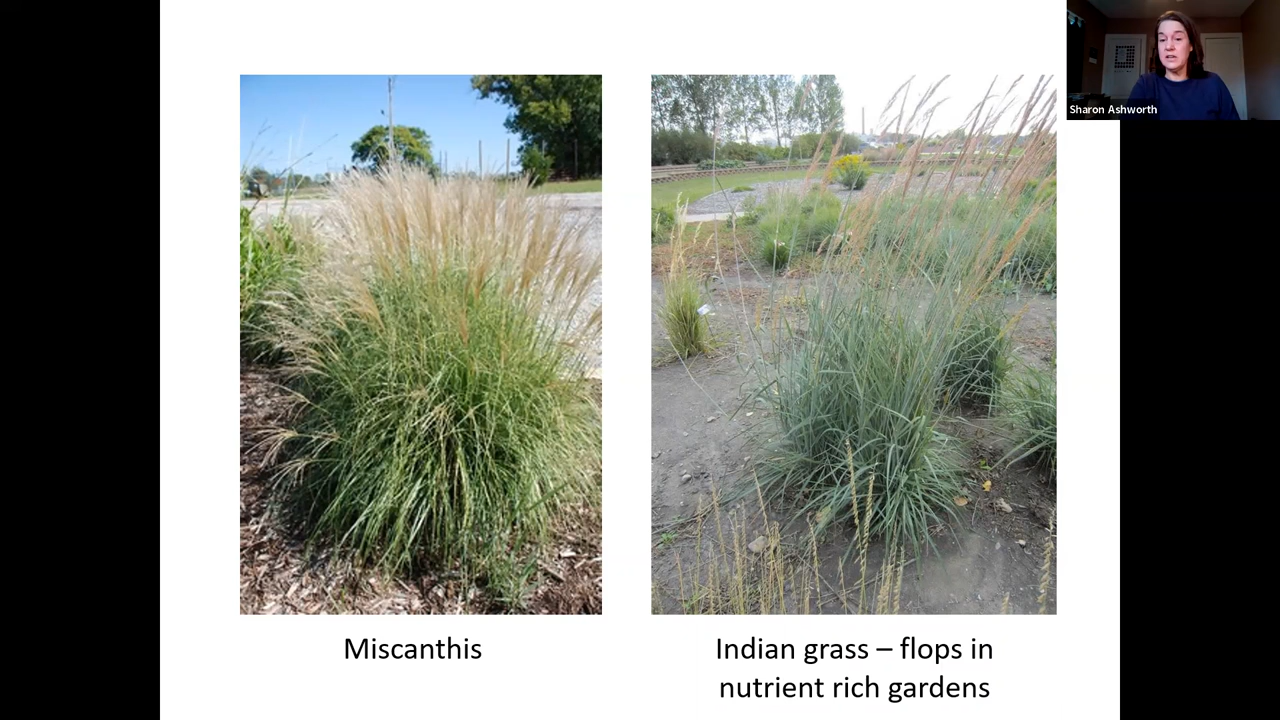 Sharon Ashworth
Miscanthis
Indian grass – flops in
nutrient rich gardens